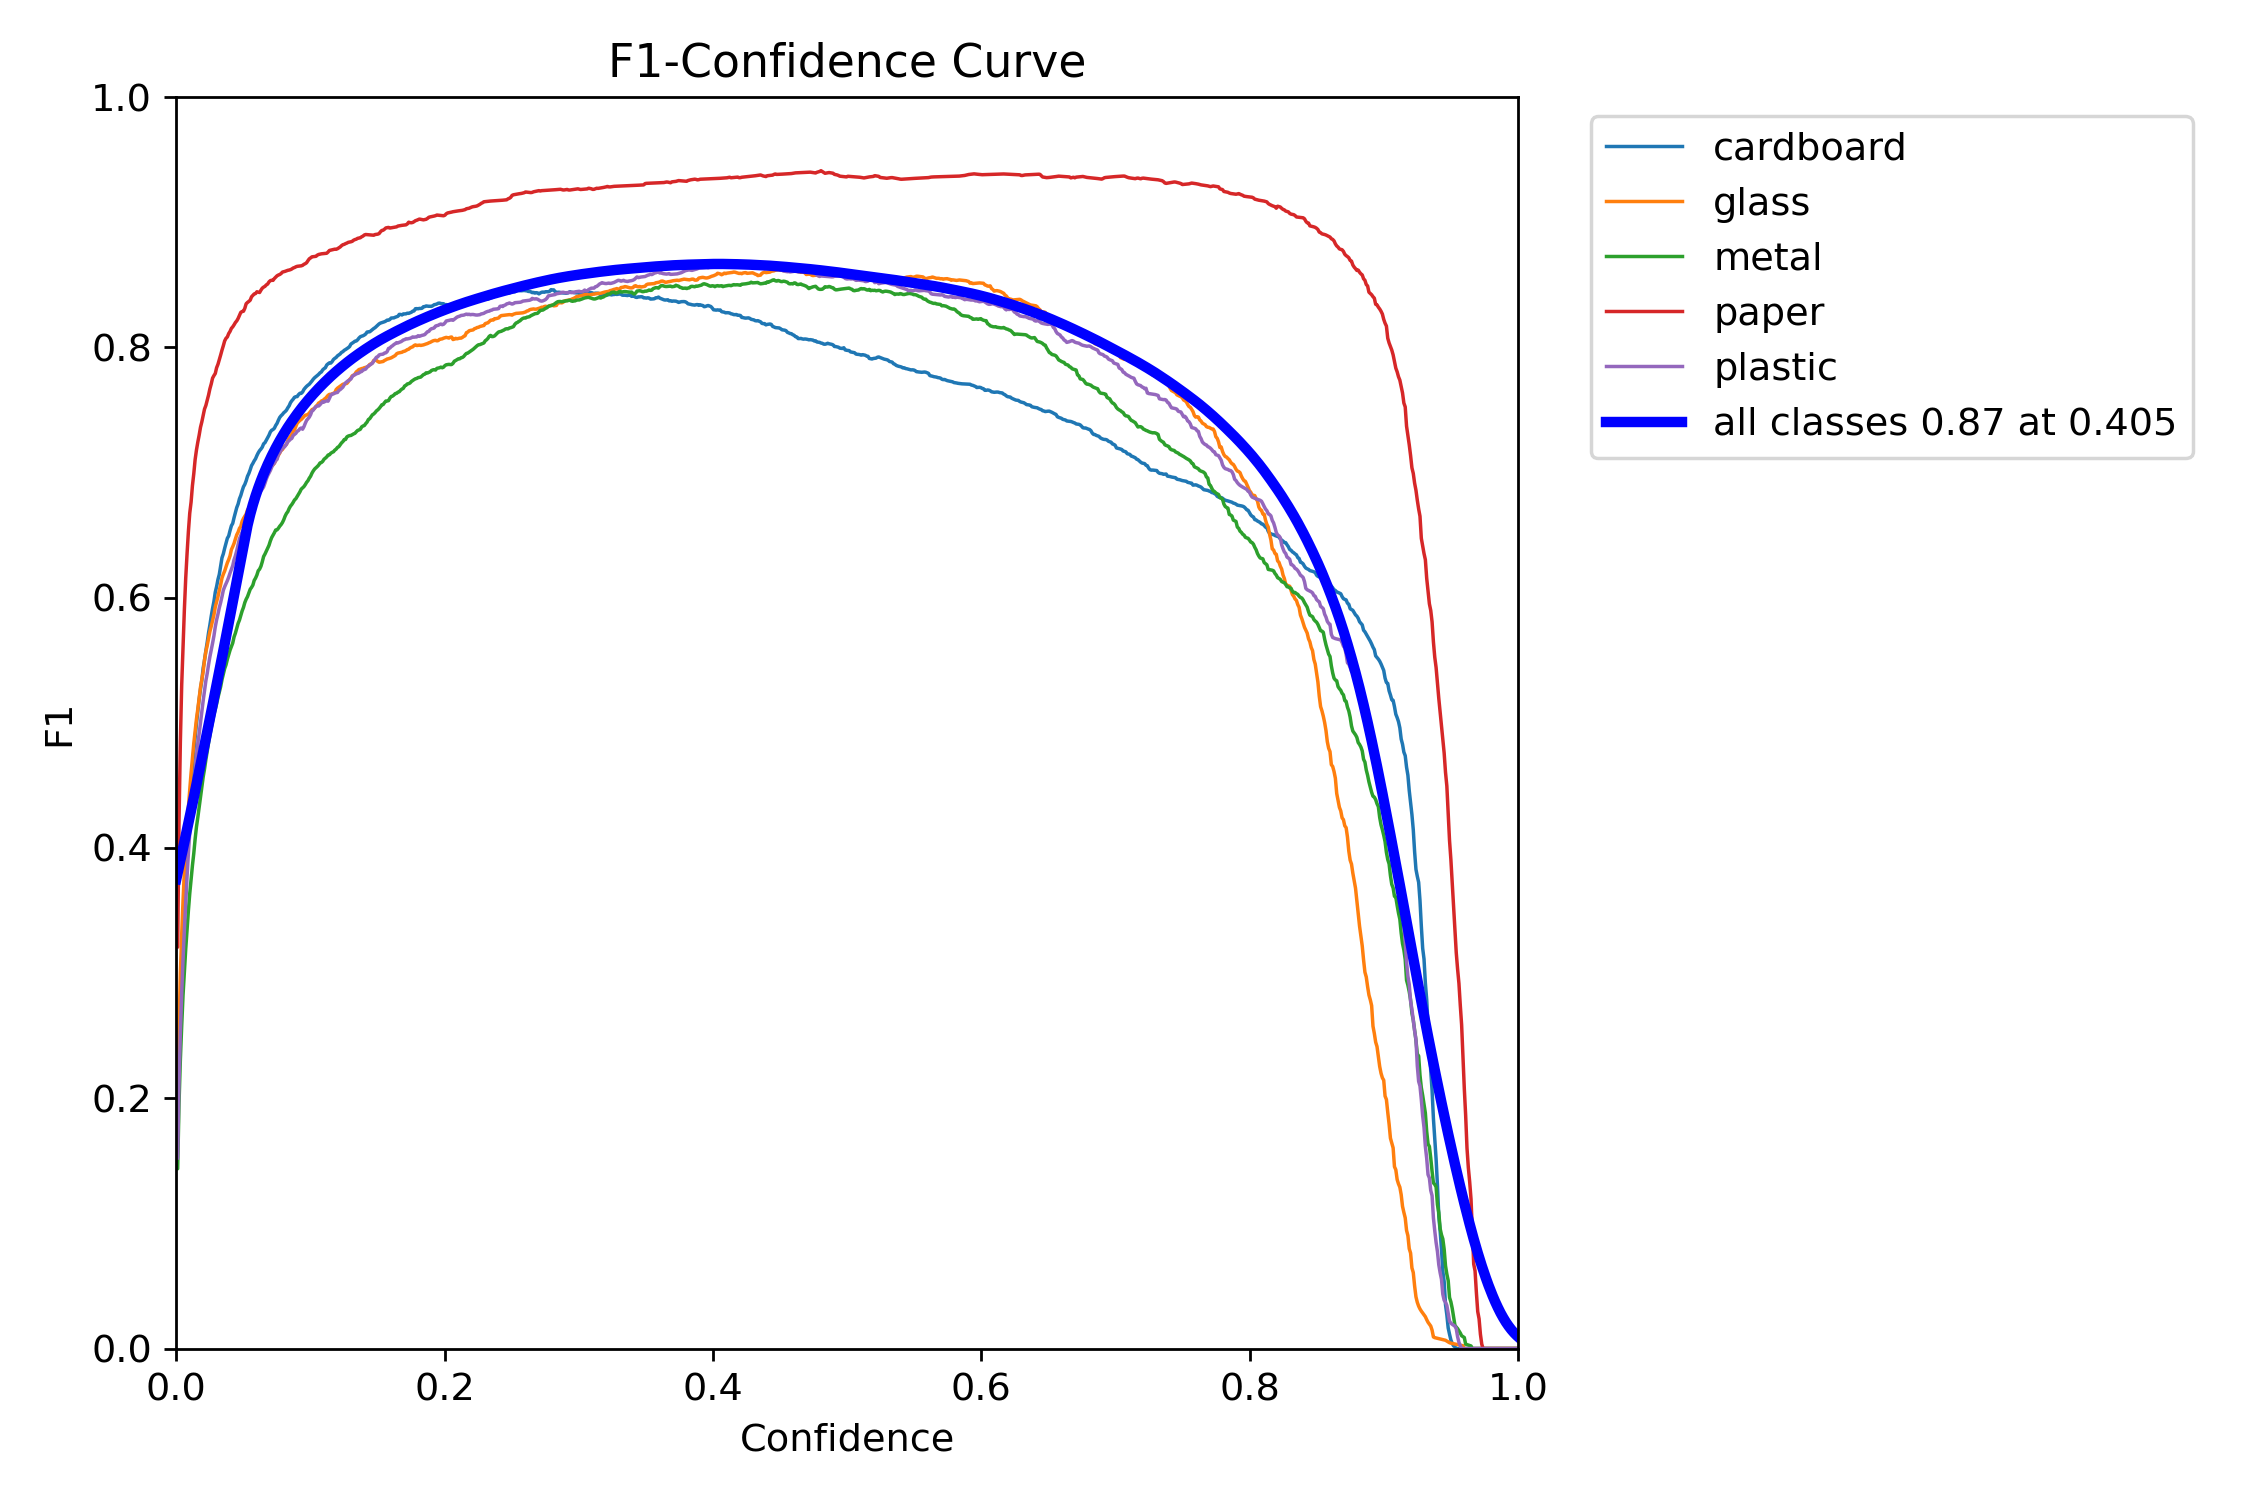 F1-Confidence Curve
1.0
0.8
0.6
0.4
0.2
0.0
F1
0.0 0.2 0.4 0.6 0.8 1.0
Confidence
cardboard
glass
metal
paper
plastic
all classes 0.87 at 0.405